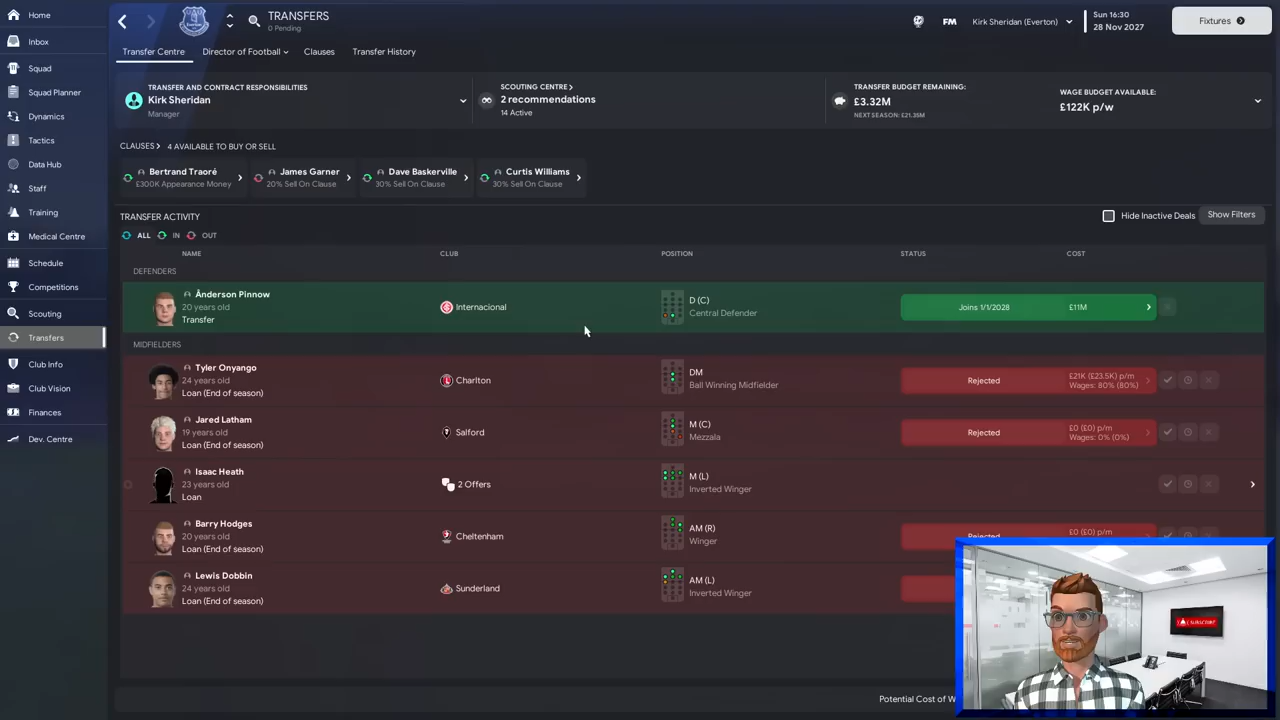 Home
Inbox
Squad
Squad Planner
Dynamics
Tactics
Data Hub
Staff
Training
Medical Centre
Schedule
Competitions
Scouting
Transfers
Club Info
Club Vision
Finances
Dev. Centre
TRANSFERS
0 Pending
FM
Kirk Sheridan (Everton)
Sun 16:30
28 Nov 2027
Fixtures
Transfer Centre
Director of Football
Clauses
Transfer History
TRANSFER AND CONTRACT RESPONSIBILITIES
Kirk Sheridan
Manager
SCOUTING CENTRE
2 recommendations
14 Active
TRANSFER BUDGET REMAINING:
£3.32M
NEXT SEASON: £21.35M
WAGE BUDGET AVAILABLE:
£122K p/w
CLAUSES 4 AVAILABLE TO BUY OR SELL
Bertrand Traoré
£300K Appearance Money
James Garner
20% Sell On Clause
Dave Baskerville
30% Sell On Clause
Curtis Williams
30% Sell On Clause
TRANSFER ACTIVITY
Hide Inactive Deals
Show Filters
ALL IN OUT
NAME CLUB POSITION STATUS COST
DEFENDERS
Ânderson Pinnow
20 years old
Transfer
Internacional
D (C)
Central Defender
Joins 1/1/2028 £11M
MIDFIELDERS
Tyler Onyango
24 years old
Loan (End of season)
Charlton
DM
Ball Winning Midfielder
Rejected
£21K (£23.5K) p/m
Wages: 80% (80%)
Jared Latham
19 years old
Loan (End of season)
Salford
M (C)
Mezzala
Rejected
£0 (£0) p/m
Wages: 0% (0%)
Isaac Heath
23 years old
Loan
2 Offers
M (L)
Inverted Winger
Barry Hodges
20 years old
Loan (End of season)
Cheltenham
AM (R)
Winger
Rejected
£0 (£0) p/m
Lewis Dobbin
24 years old
Loan (End of season)
Sunderland
AM (L)
Inverted Winger
Potential Cost of W
SUBSCRIBE